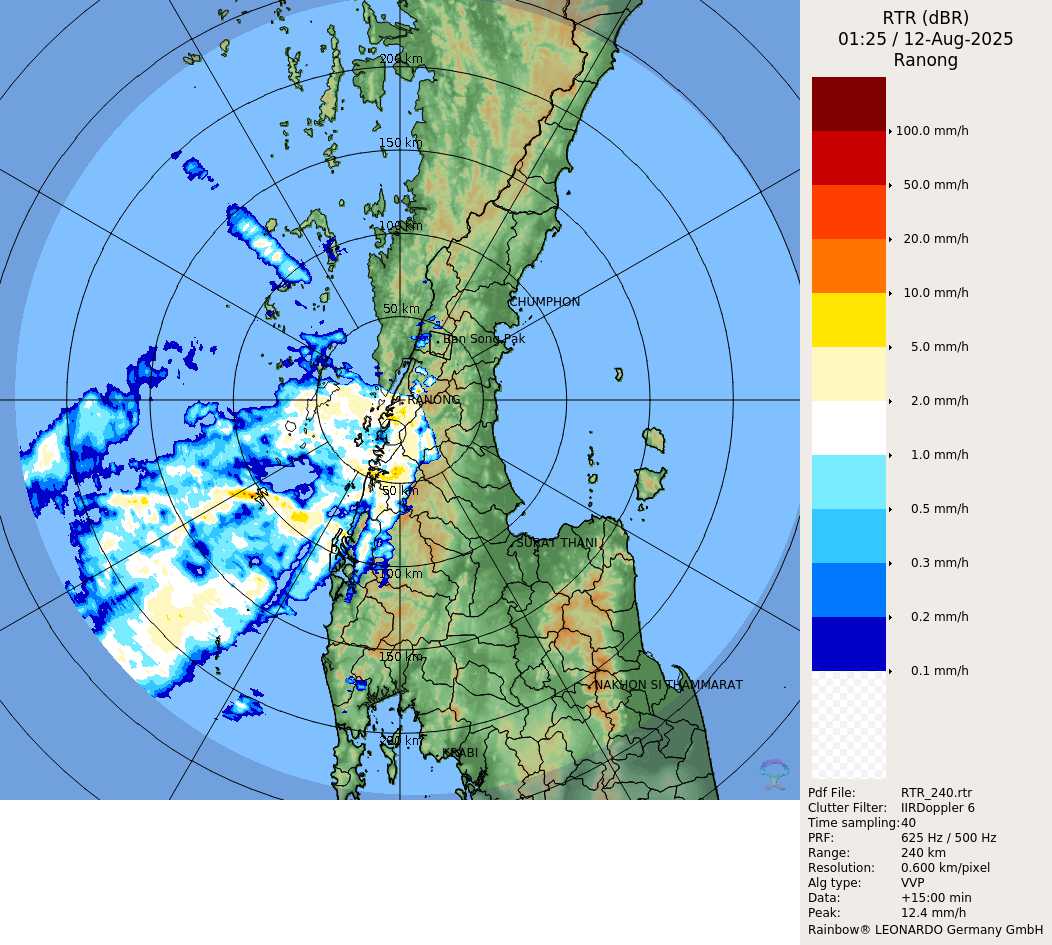 RTR (dBR)
01:25 / 12-Aug-2025
Ranong
100.0 mm/h
50.0 mm/h
20.0 mm/h
10.0 mm/h
5.0 mm/h
2.0 mm/h
1.0 mm/h
0.5 mm/h
0.3 mm/h
0.2 mm/h
0.1 mm/h
200 km
150 km
100 km
50 km
CHUMPHON
Ban Song Pak
RANONG
50 km
SURAT THANI
100 km
150 km
NAKHON SI THAMMARAT
200 km
KRABI
Pdf File: RTR_240.rtr
Clutter Filter: IIRDoppler 6
Time sampling:40
PRF: 625 Hz / 500 Hz
Range: 240 km
Resolution: 0.600 km/pixel
Alg type: VVP
Data: +15:00 min
Peak: 12.4 mm/h
Rainbow® LEONARDO Germany GmbH